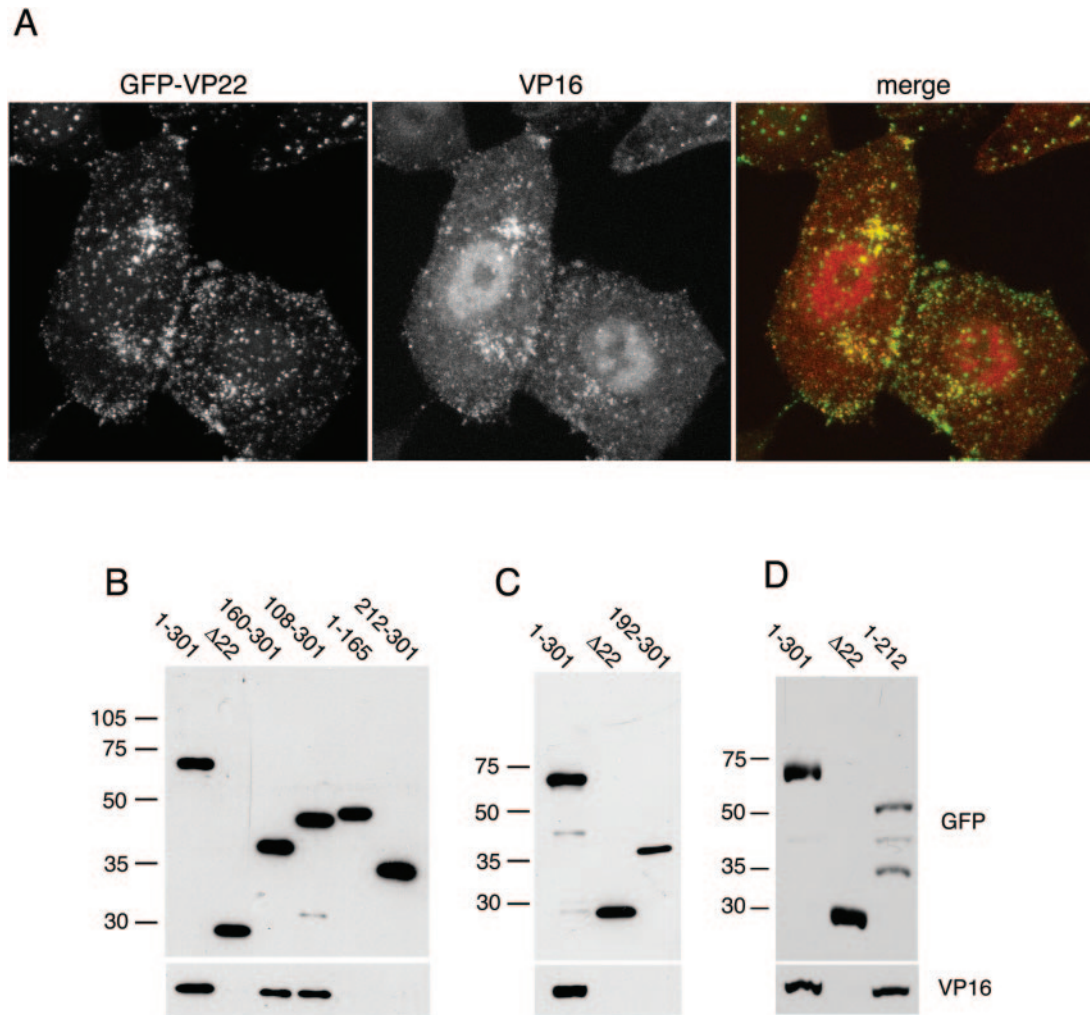 A
GFP-VP22 VP16 merge
B
1-301 Δ22 160-301 108-301 1-165 212-301
105
75
50
35
30
C
1-301 Δ22 192-301
75
50
35
30
D
1-301 Δ22 1-212
75
50
35
30
GFP
VP16